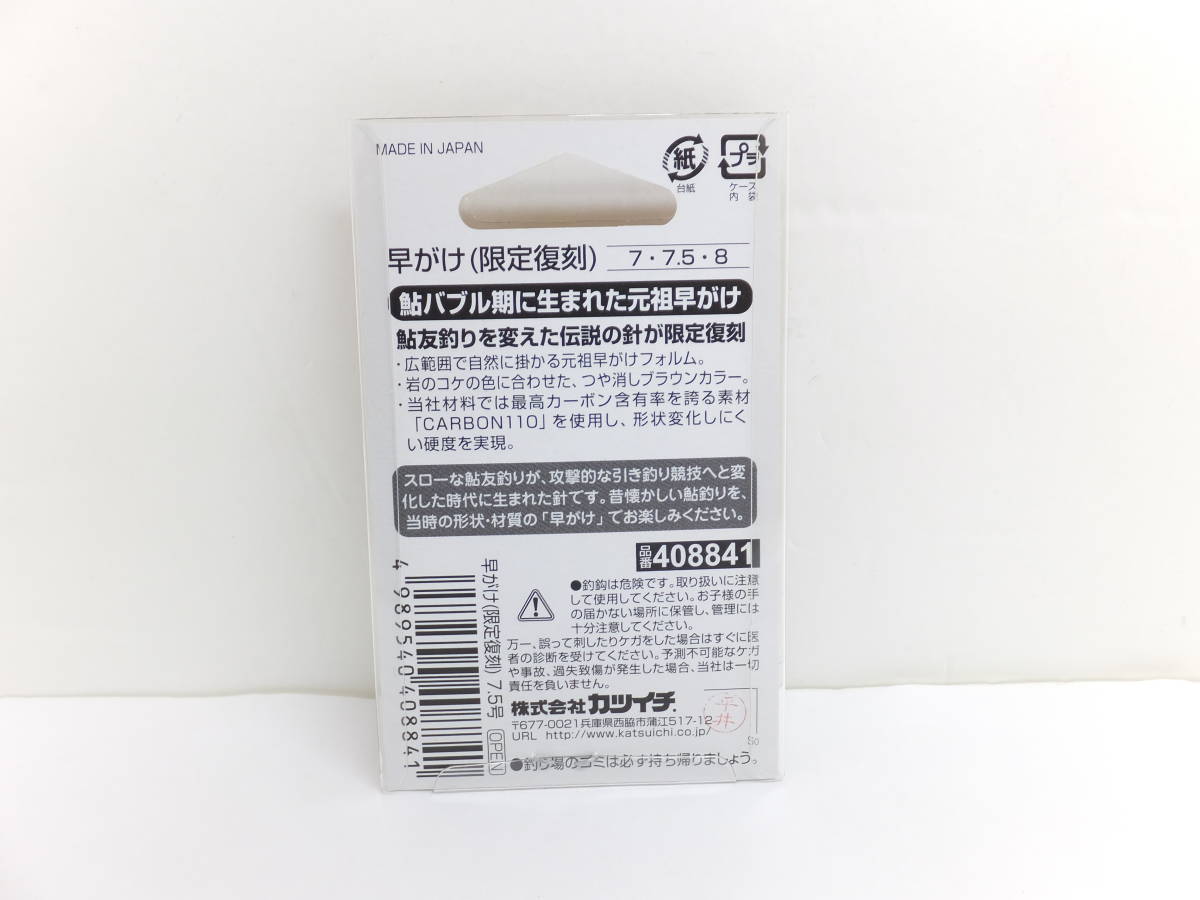 MADE IN JAPAN
紙
台紙
プラ
ケース
内 袋
早がけ(限定復刻) 7・7.5・8
鮎バブル期に生まれた元祖早がけ
鮎友釣りを変えた伝説の針が限定復刻
・広範囲で自然に掛かる元祖早がけフォルム。
・岩のコケの色に合わせた、つや消しブラウンカラー。
・当社材料では最高カーボン含有率を誇る素材
「CARBON110」を使用し、形状変化しにく
い硬度を実現。
スローな鮎友釣りが、攻撃的な引き釣り競技へと変
化した時代に生まれた針です。昔懐かしい鮎釣りを、
当時の形状・材質の「早がけ」でお楽しみください。
品番 408841
●釣鈎は危険です。取り扱いに注意
して使用してください。お子様の手
の届かない場所に保管し、管理には
十分注意してください。
万一、誤って刺したりケガをした場合はすぐに医
者の診断を受けてください。予測不可能なケガ
や事故、過失致傷が発生した場合、当社は一切
責任を負いません。
株式会社カツイチ
〒677-0021兵庫県西脇市蒲江517-12
URL http://www.katsuichi.co.jp/
平井
●釣り場のゴミは必ず持ち帰りましょう。
早がけ(限定復刻) 7.5号 OPEN
4 989540 408841